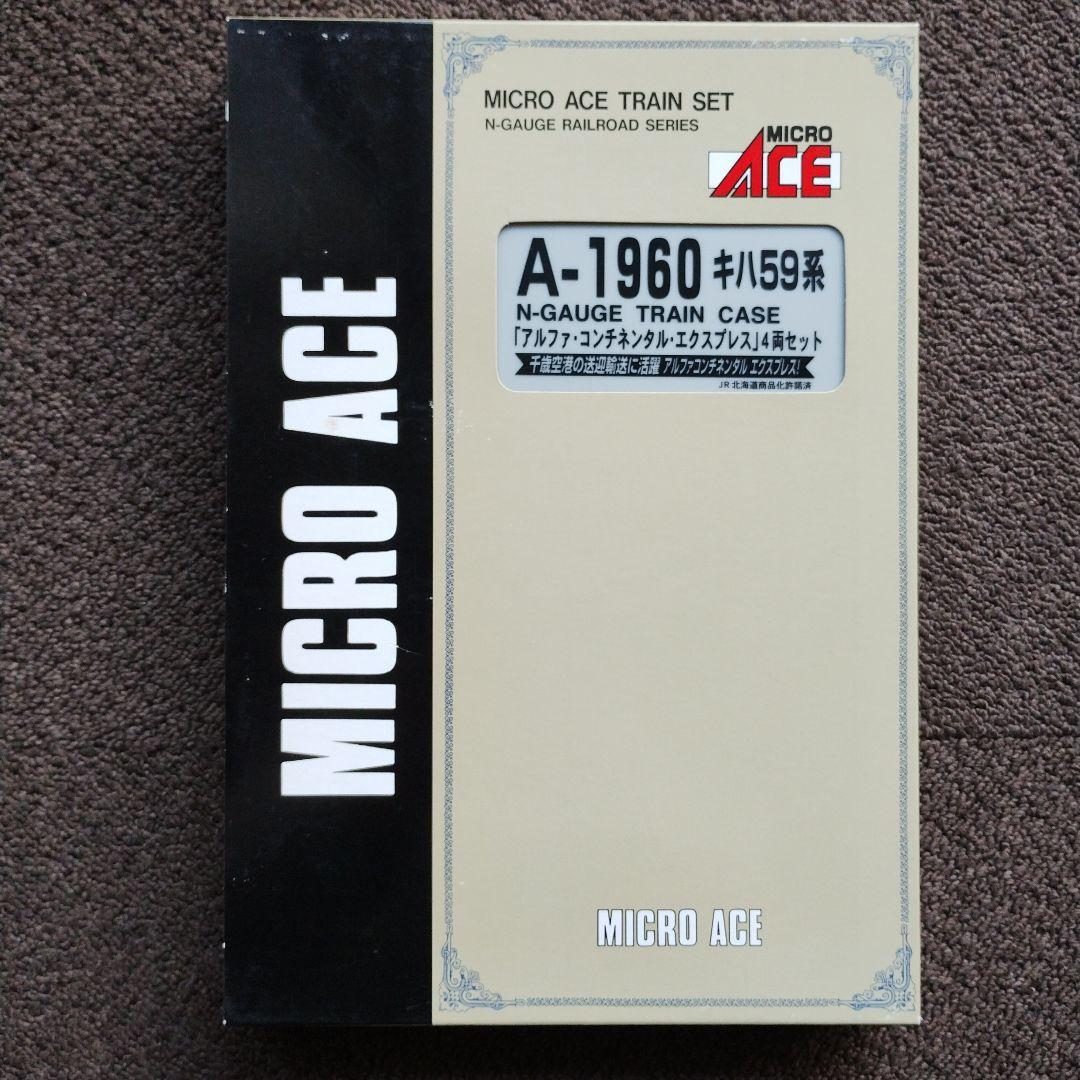 MICRO ACE
MICRO ACE TRAIN SET
N-GAUGE RAILROAD SERIES
MICRO
ACE
A-1960 キハ59系
N-GAUGE TRAIN CASE
「アルファ・コンチネンタル・エクスプレス」4両セット
千歳空港の送迎輸送に活躍 アルファコンチネンタル エクスプレス!
JR北海道商品化許諾済
MICRO ACE